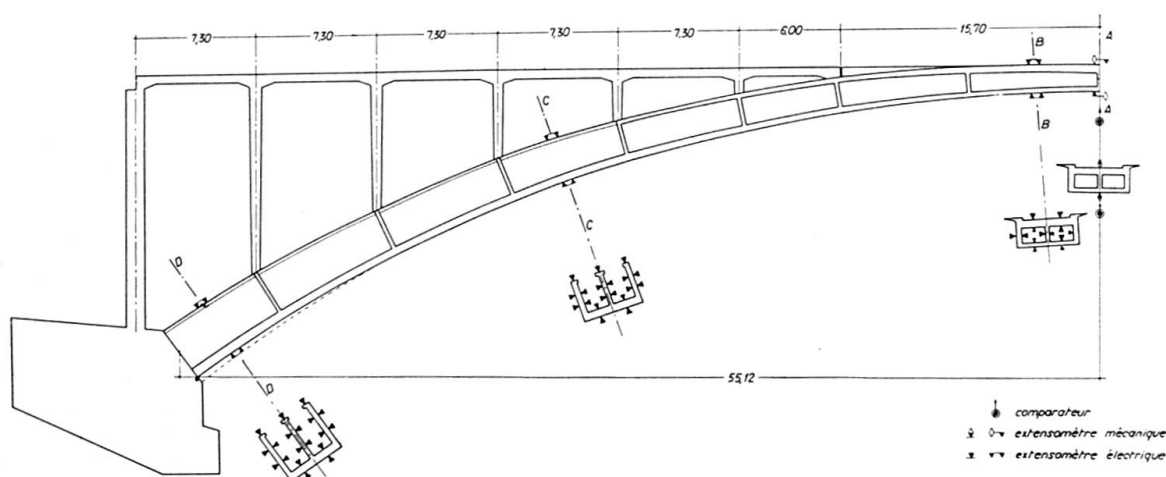 7,30 7,30 7,30 7,30 7,30 6,00 15,70
A
B
C
A
B
C
D
D
55,12
comparateur
extensomètre mécanique
extensomètre électrique